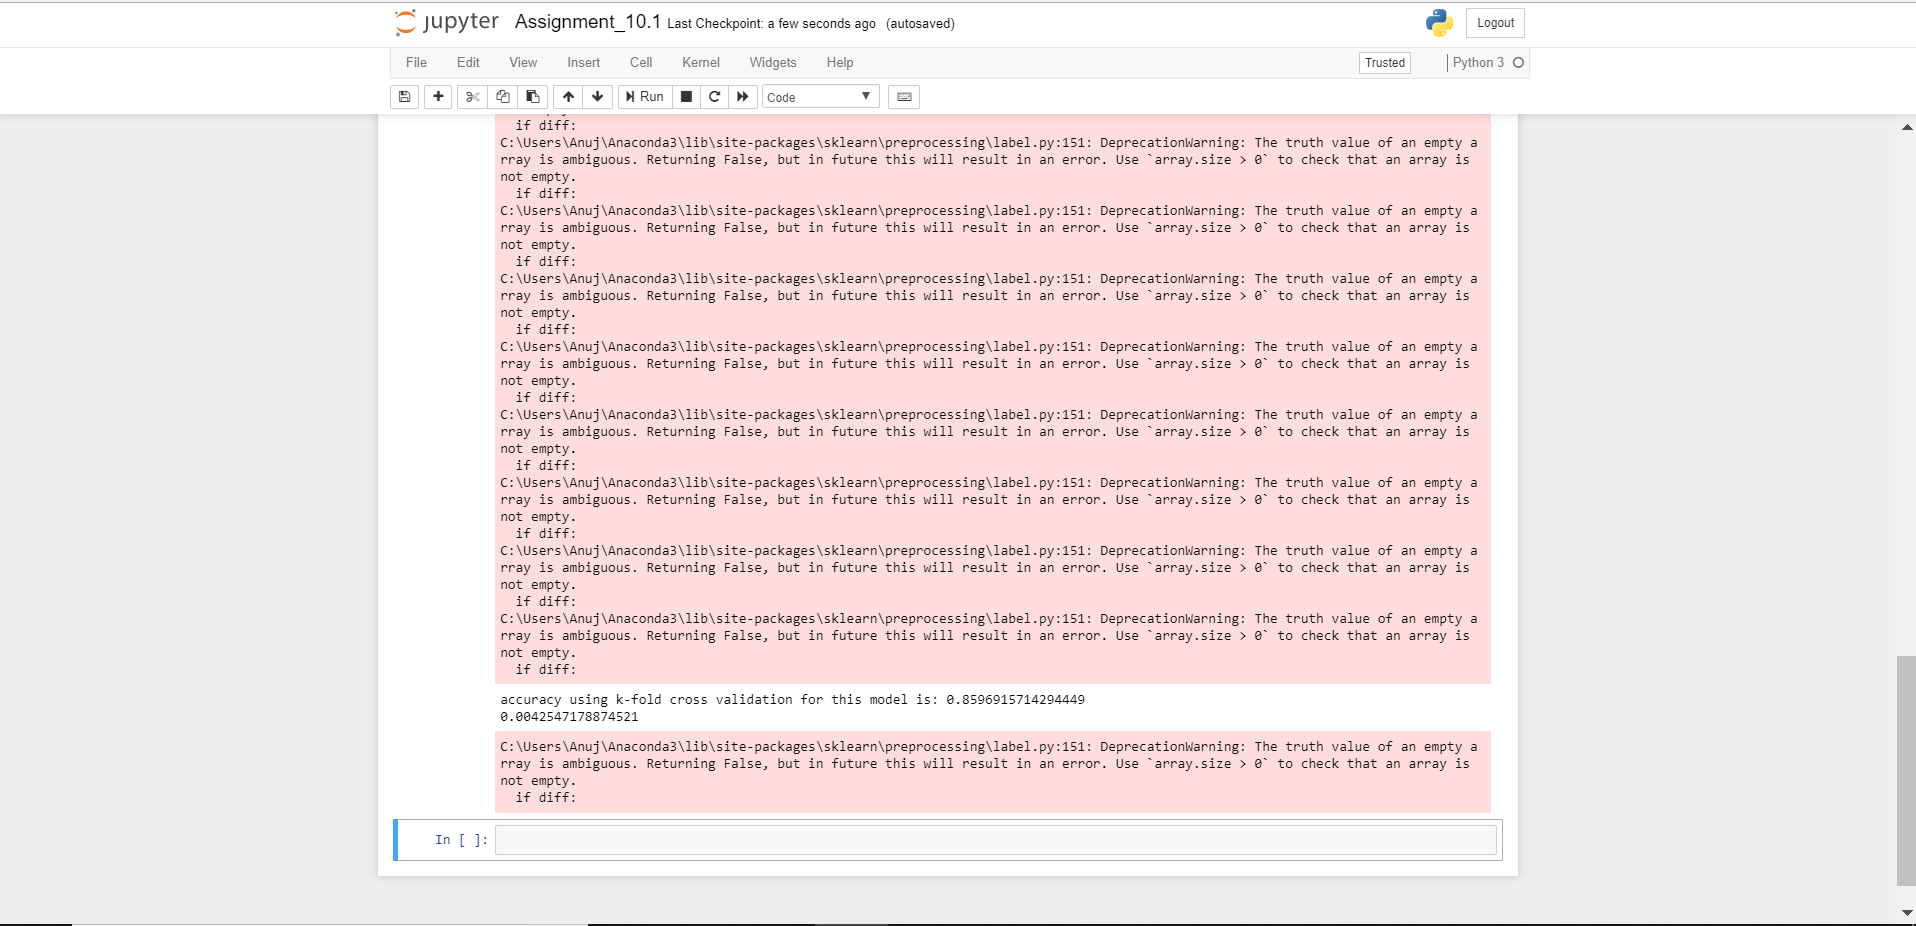 jupyter Assignment_10.1 Last Checkpoint: a few seconds ago (autosaved) Logout
File Edit View Insert Cell Kernel Widgets Help Trusted Python 3
Run Code
if diff:
C:\Users\Anuj\Anaconda3\lib\site-packages\sklearn\preprocessing\label.py:151: DeprecationWarning: The truth value of an empty a
rray is ambiguous. Returning False, but in future this will result in an error. Use `array.size > 0` to check that an array is
not empty.
if diff:
C:\Users\Anuj\Anaconda3\lib\site-packages\sklearn\preprocessing\label.py:151: DeprecationWarning: The truth value of an empty a
rray is ambiguous. Returning False, but in future this will result in an error. Use `array.size > 0` to check that an array is
not empty.
if diff:
C:\Users\Anuj\Anaconda3\lib\site-packages\sklearn\preprocessing\label.py:151: DeprecationWarning: The truth value of an empty a
rray is ambiguous. Returning False, but in future this will result in an error. Use `array.size > 0` to check that an array is
not empty.
if diff:
C:\Users\Anuj\Anaconda3\lib\site-packages\sklearn\preprocessing\label.py:151: DeprecationWarning: The truth value of an empty a
rray is ambiguous. Returning False, but in future this will result in an error. Use `array.size > 0` to check that an array is
not empty.
if diff:
C:\Users\Anuj\Anaconda3\lib\site-packages\sklearn\preprocessing\label.py:151: DeprecationWarning: The truth value of an empty a
rray is ambiguous. Returning False, but in future this will result in an error. Use `array.size > 0` to check that an array is
not empty.
if diff:
C:\Users\Anuj\Anaconda3\lib\site-packages\sklearn\preprocessing\label.py:151: DeprecationWarning: The truth value of an empty a
rray is ambiguous. Returning False, but in future this will result in an error. Use `array.size > 0` to check that an array is
not empty.
if diff:
C:\Users\Anuj\Anaconda3\lib\site-packages\sklearn\preprocessing\label.py:151: DeprecationWarning: The truth value of an empty a
rray is ambiguous. Returning False, but in future this will result in an error. Use `array.size > 0` to check that an array is
not empty.
if diff:
C:\Users\Anuj\Anaconda3\lib\site-packages\sklearn\preprocessing\label.py:151: DeprecationWarning: The truth value of an empty a
rray is ambiguous. Returning False, but in future this will result in an error. Use `array.size > 0` to check that an array is
not empty.
if diff:
accuracy using k-fold cross validation for this model is: 0.8596915714294449
0.0042547178874521
C:\Users\Anuj\Anaconda3\lib\site-packages\sklearn\preprocessing\label.py:151: DeprecationWarning: The truth value of an empty a
rray is ambiguous. Returning False, but in future this will result in an error. Use `array.size > 0` to check that an array is
not empty.
if diff:
In [ ]: